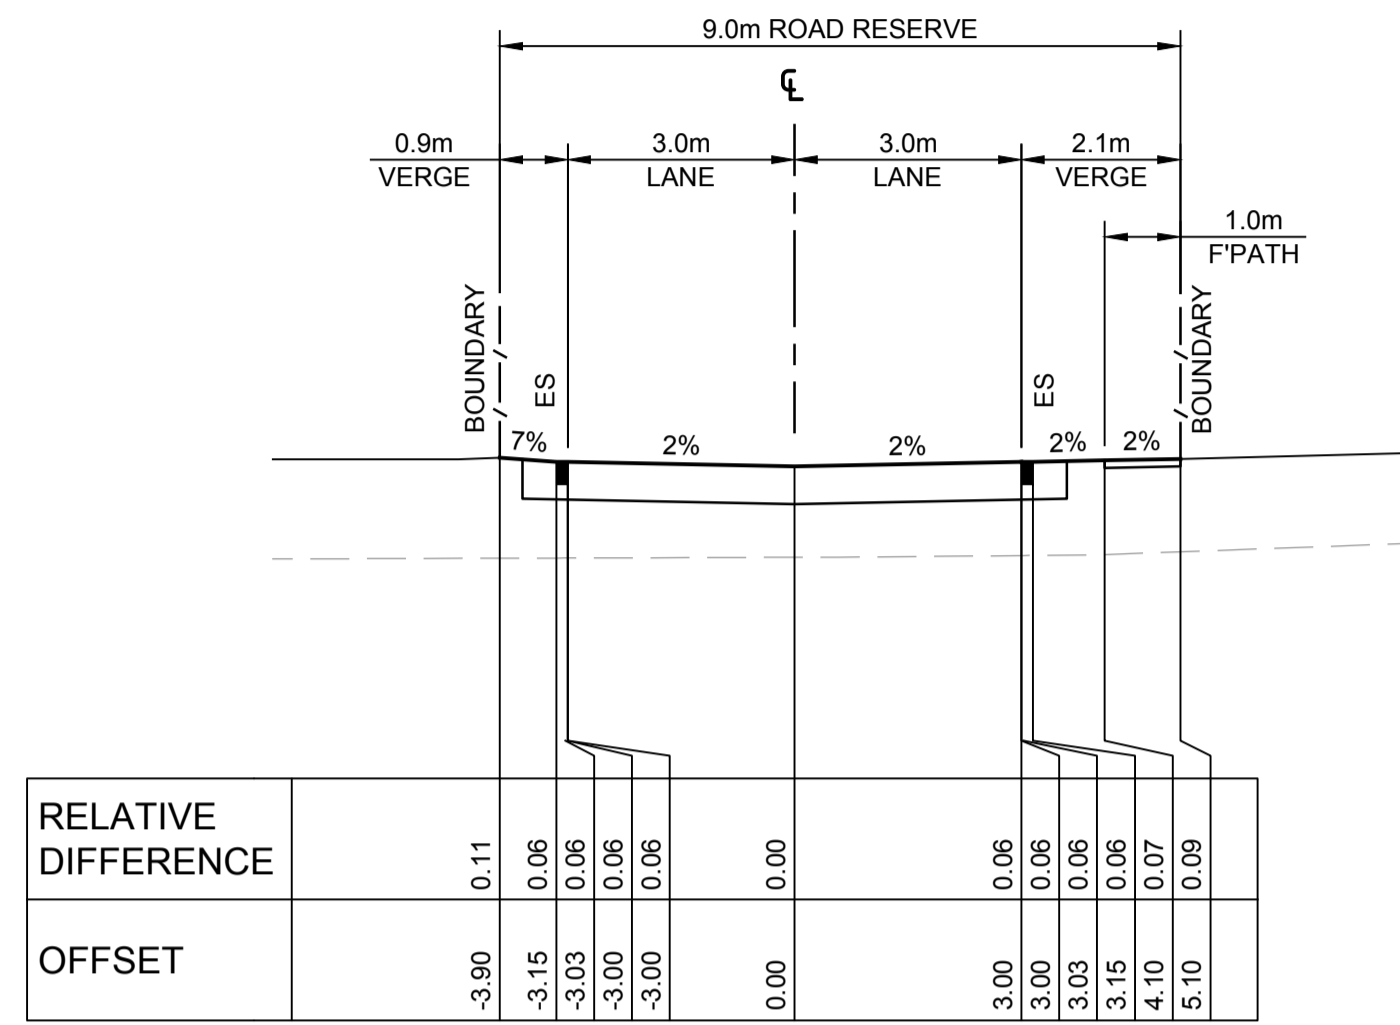 9.0m ROAD RESERVE
℄
0.9m
VERGE
3.0m
LANE
3.0m
LANE
2.1m
VERGE
1.0m
F'PATH
BOUNDARY
ES
ES
BOUNDARY
7%
2%
2%
2%
2%
RELATIVE
DIFFERENCE
0.11
0.06
0.06
0.06
0.06
0.00
0.06
0.06
0.06
0.06
0.07
0.09
OFFSET
-3.90
-3.15
-3.03
-3.00
-3.00
0.00
3.00
3.00
3.03
3.15
4.10
5.10